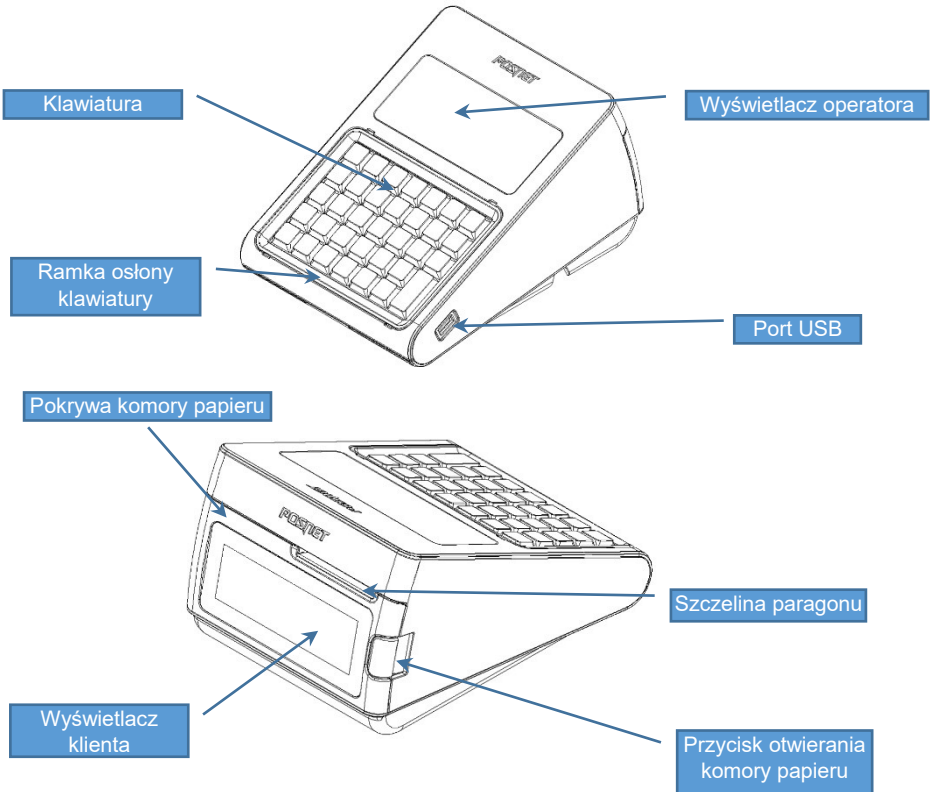 POSNET
Klawiatura
Wyświetlacz operatora
Ramka osłony
klawiatury
Port USB
Pokrywa komory papieru
POSNET
Szczelina paragonu
Wyświetlacz
klienta
Przycisk otwierania
komory papieru